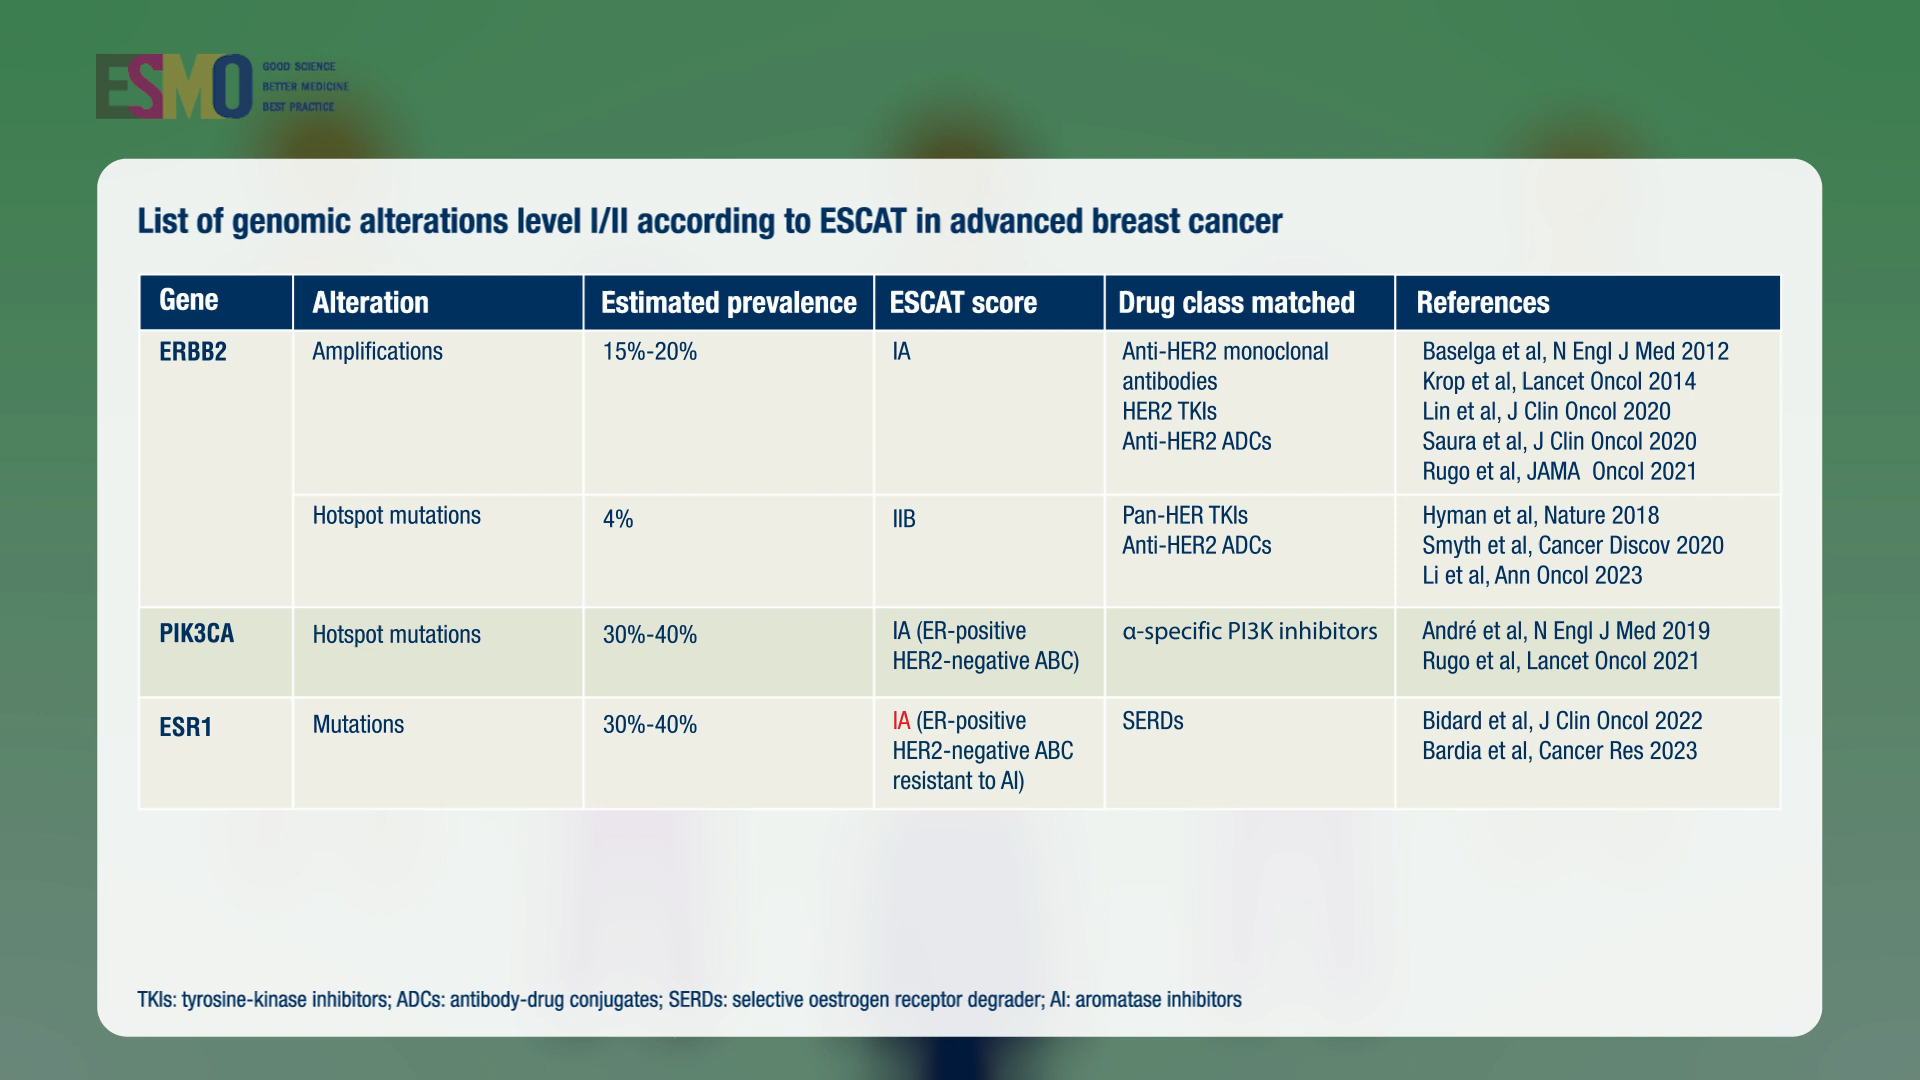 ESMO
GOOD SCIENCE
BETTER MEDICINE
BEST PRACTICE
List of genomic alterations level I/II according to ESCAT in advanced breast cancer
Gene Alteration Estimated prevalence ESCAT score Drug class matched References
ERBB2 Amplifications 15%-20% IA Anti-HER2 monoclonal Baselga et al, N Engl J Med 2012
antibodies Krop et al, Lancet Oncol 2014
HER2 TKIs Lin et al, J Clin Oncol 2020
Anti-HER2 ADCs Saura et al, J Clin Oncol 2020
Rugo et al, JAMA Oncol 2021
Hotspot mutations 4% IIB Pan-HER TKIs Hyman et al, Nature 2018
Anti-HER2 ADCs Smyth et al, Cancer Discov 2020
Li et al, Ann Oncol 2023
PIK3CA Hotspot mutations 30%-40% IA (ER-positive α-specific PI3K inhibitors André et al, N Engl J Med 2019
HER2-negative ABC) Rugo et al, Lancet Oncol 2021
ESR1 Mutations 30%-40% IA (ER-positive SERDs Bidard et al, J Clin Oncol 2022
HER2-negative ABC Bardia et al, Cancer Res 2023
resistant to AI)
TKIs: tyrosine-kinase inhibitors; ADCs: antibody-drug conjugates; SERDs: selective oestrogen receptor degrader; AI: aromatase inhibitors